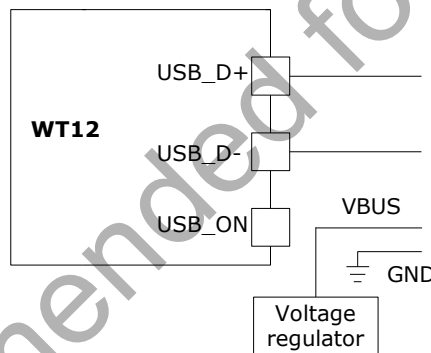 USB_D+
WT12
USB_D-
USB_ON
VBUS
GND
Voltage
regulator